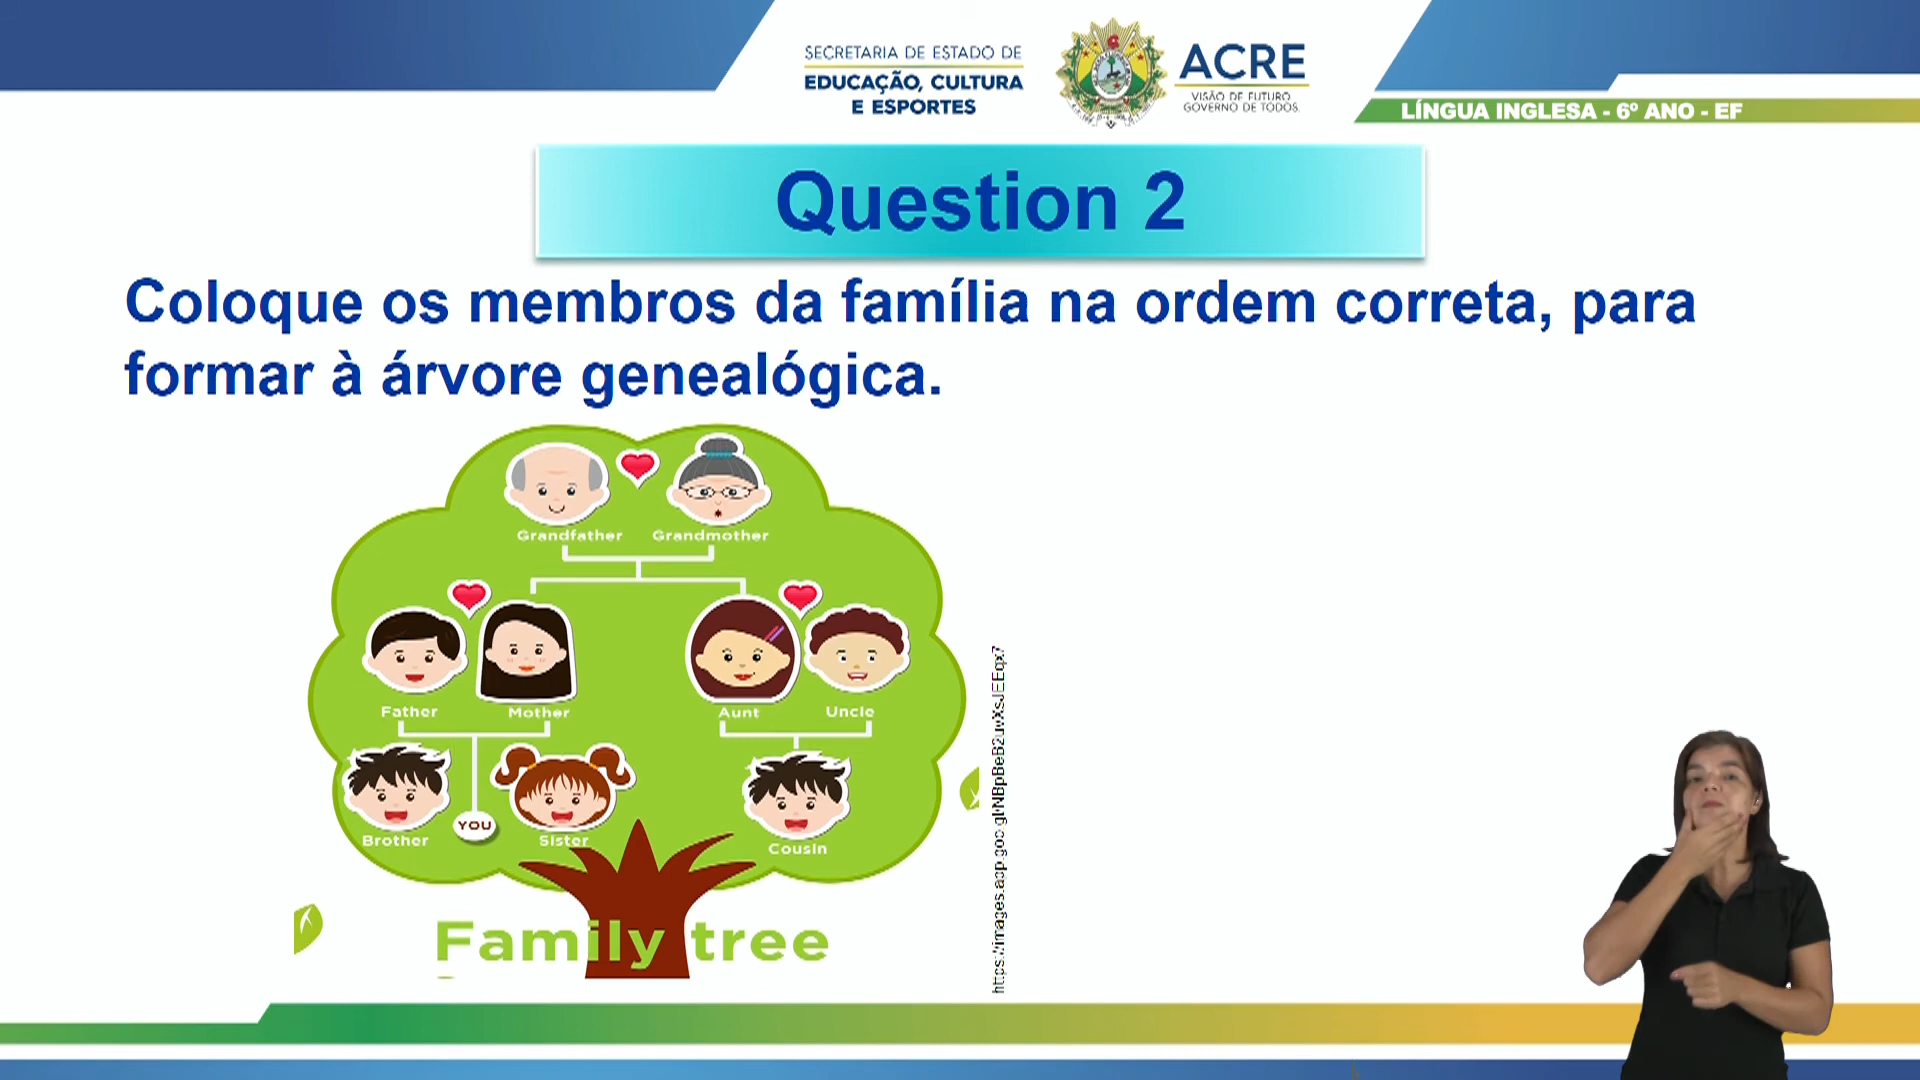 SECRETARIA DE ESTADO DE
EDUCAÇÃO, CULTURA
E ESPORTES
ACRE
VISÃO DE FUTURO
GOVERNO DE TODOS.
LÍNGUA INGLESA - 6º ANO - EF
Question 2
Coloque os membros da família na ordem correta, para
formar à árvore genealógica.
Grandfather Grandmother
Father Mother Aunt Uncle
YOU
Brother Sister Cousin
Family tree